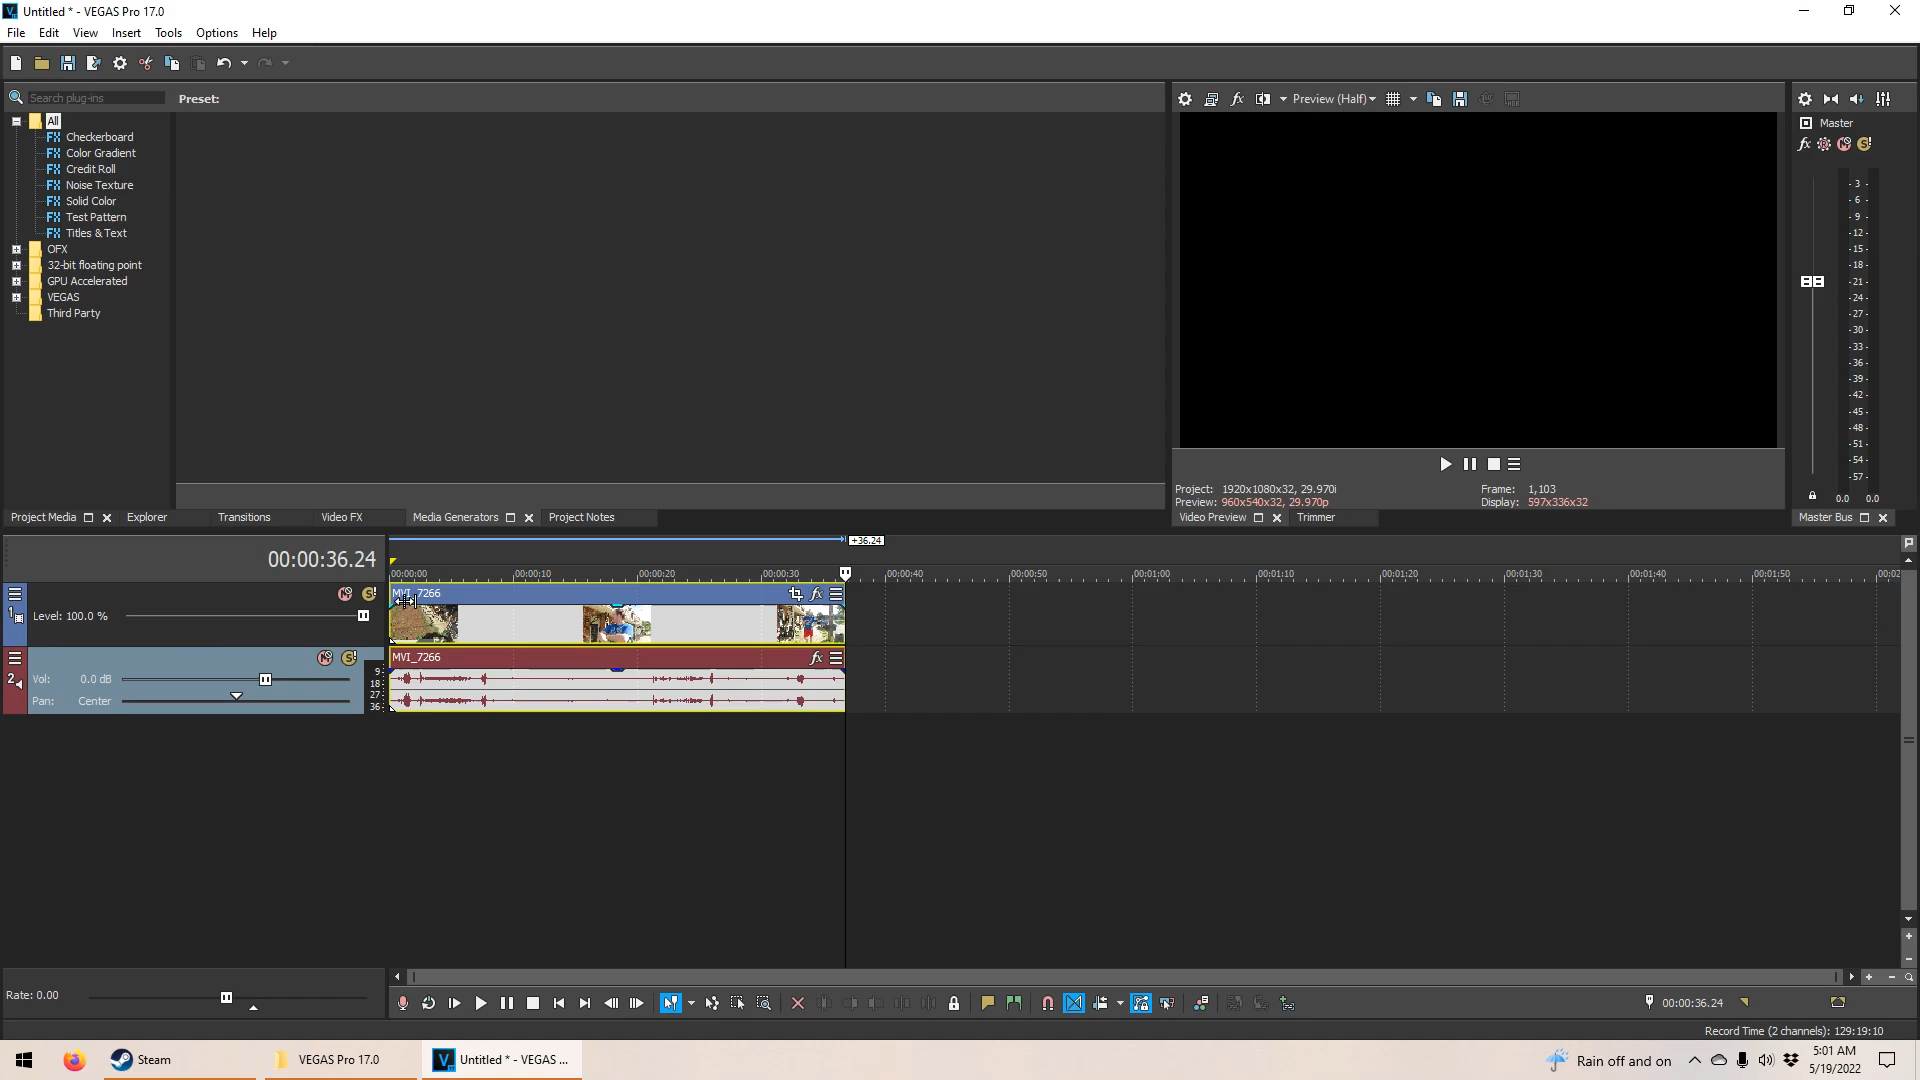 Untitled * - VEGAS Pro 17.0
File Edit View Insert Tools Options Help
Search plug-ins
Preset:
Preview (Half)
All
Checkerboard
Color Gradient
Credit Roll
Noise Texture
Solid Color
Test Pattern
Titles & Text
OFX
32-bit floating point
GPU Accelerated
VEGAS
Third Party
Master
- 3 -
- 6 -
- 9 -
- 12 -
- 15 -
- 18 -
- 21 -
- 24 -
- 27 -
- 30 -
- 33 -
- 36 -
- 39 -
- 42 -
- 45 -
- 48 -
- 51 -
- 54 -
- 57 -
0.0 0.0
Project: 1920x1080x32, 29.970i
Frame: 1,103
Preview: 960x540x32, 29.970p
Display: 597x336x32
Project Media Explorer Transitions Video FX Media Generators Project Notes
Video Preview Trimmer
Master Bus
00:00:36.24
+36.24
00:00:00 00:00:10 00:00:20 00:00:30 00:00:40 00:00:50 00:01:00 00:01:10 00:01:20 00:01:30 00:01:40 00:01:50 00:02
1
Level: 100.0 %
MVI_7266
2
Vol: 0.0 dB
Pan: Center
9
18
27
36
MVI_7266
Rate: 0.00
00:00:36.24
Record Time (2 channels): 129:19:10
Steam
VEGAS Pro 17.0
Untitled * - VEGAS ...
Rain off and on
5:01 AM
5/19/2022